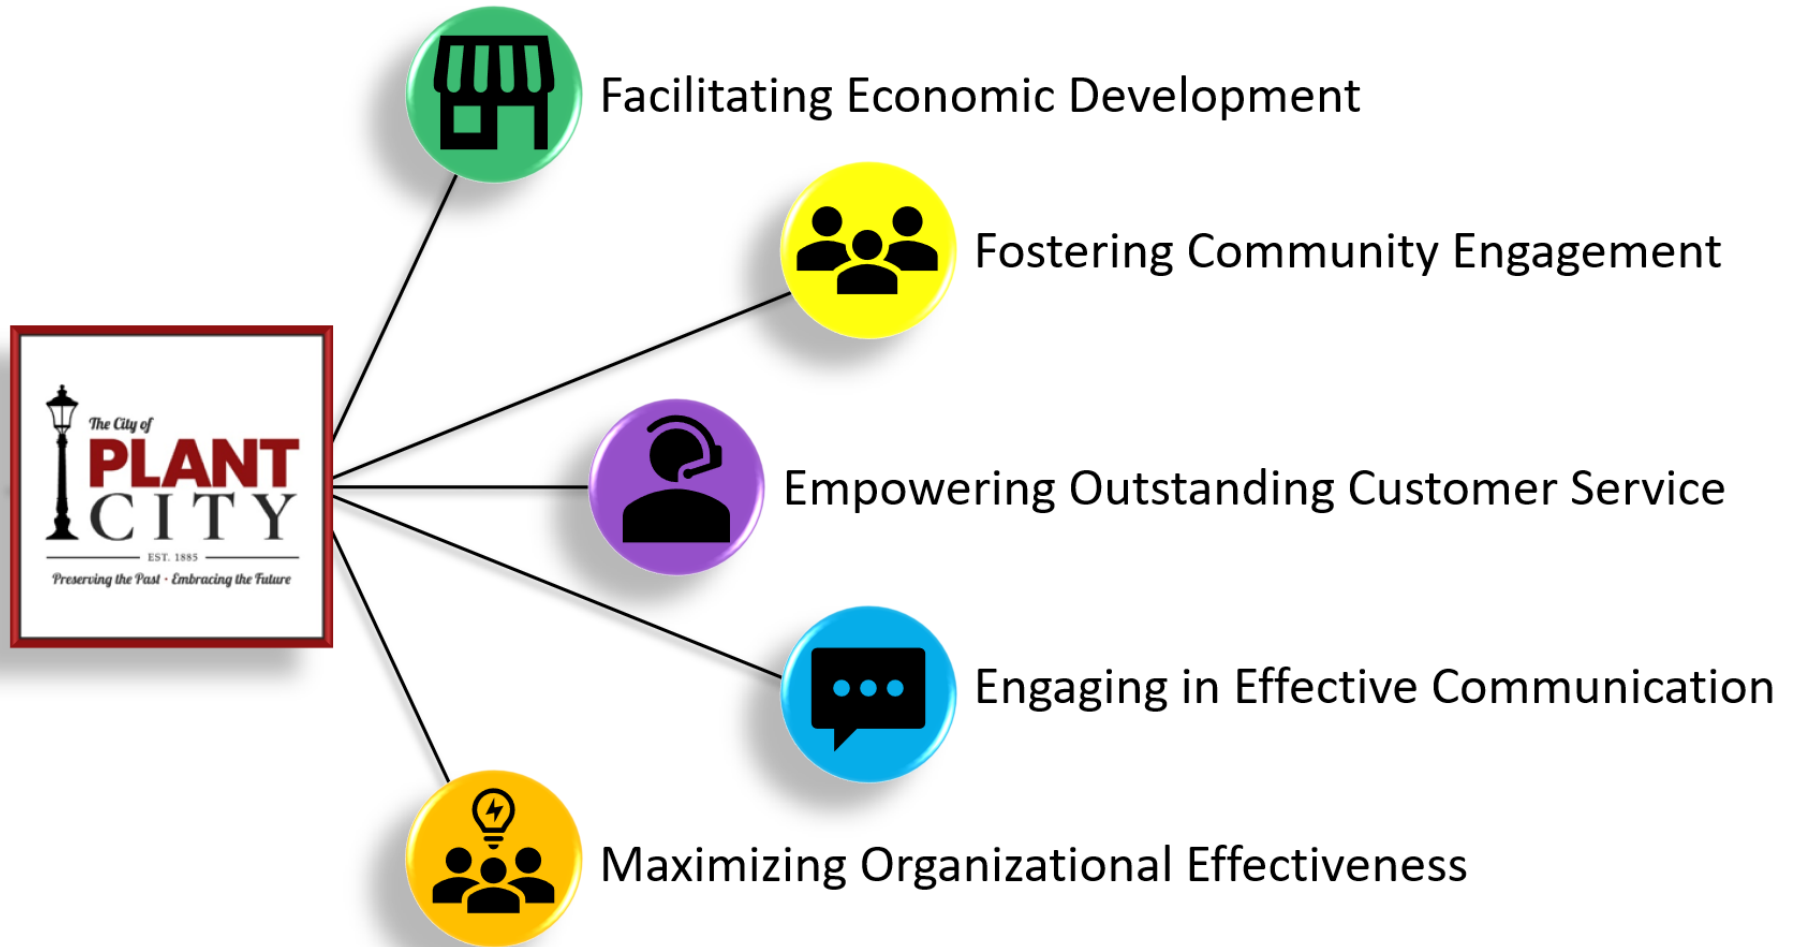 Facilitating Economic Development
Fostering Community Engagement
The City of
PLANT
CITY
EST. 1885
Preserving the Past · Embracing the Future
Empowering Outstanding Customer Service
Engaging in Effective Communication
Maximizing Organizational Effectiveness